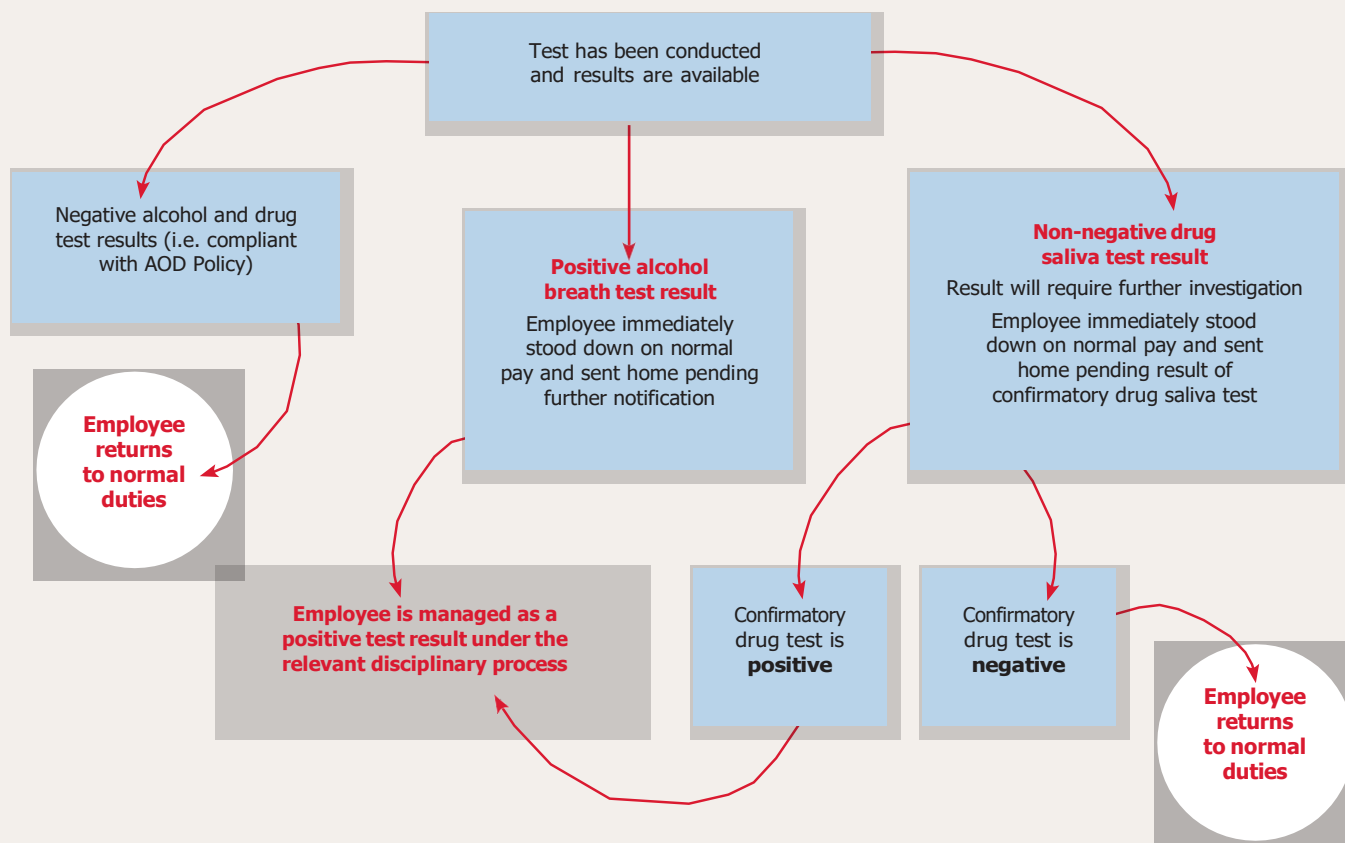 Test has been conducted
and results are available
Negative alcohol and drug
test results (i.e. compliant
with AOD Policy)
Positive alcohol
breath test result
Employee immediately
stood down on normal
pay and sent home pending
further notification
Non-negative drug
saliva test result
Result will require further investigation
Employee immediately stood
down on normal pay and sent
home pending result of
confirmatory drug saliva test
Employee
returns
to normal
duties
Employee is managed as a
positive test result under the
relevant disciplinary process
Confirmatory
drug test is
positive
Confirmatory
drug test is
negative
Employee
returns
to normal
duties